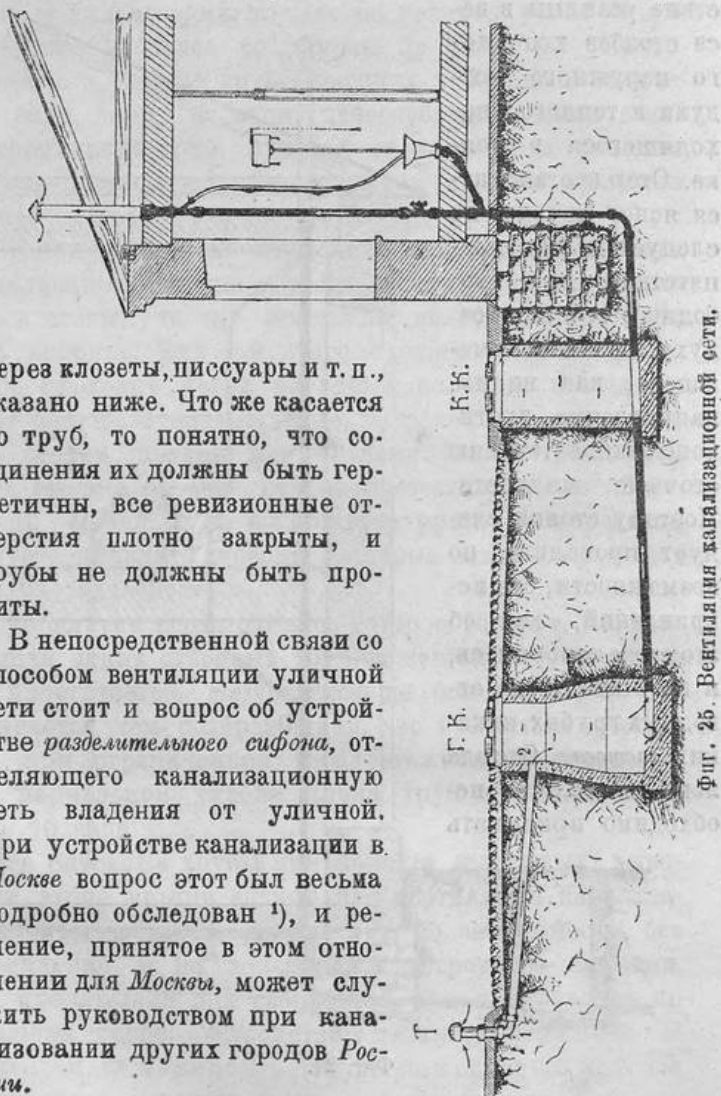 ерез клозеты, писсуары и т. п.,
казано ниже. Что же касается
о труб, то понятно, что со-
динения их должны быть гер-
етичны, все ревизионные от-
ерстия плотно закрыты, и
рубы не должны быть про-
иты.
В непосредственной связи со
пособом вентиляции уличной
ети стоит и вопрос об устрой-
тве разделительного сифона, от-
еляющего канализационную
еть владения от уличной.
ри устройстве канализации в
Москве вопрос этот был весьма
одробно обследован ¹), и ре-
ение, принятое в этом отно-
ении для Москвы, может слу-
ить руководством при кана-
изовании других городов Рос-
ии.
К.К.
Г.К.
2
Т
Фиг. 25. Вентиляция канализационной сети.